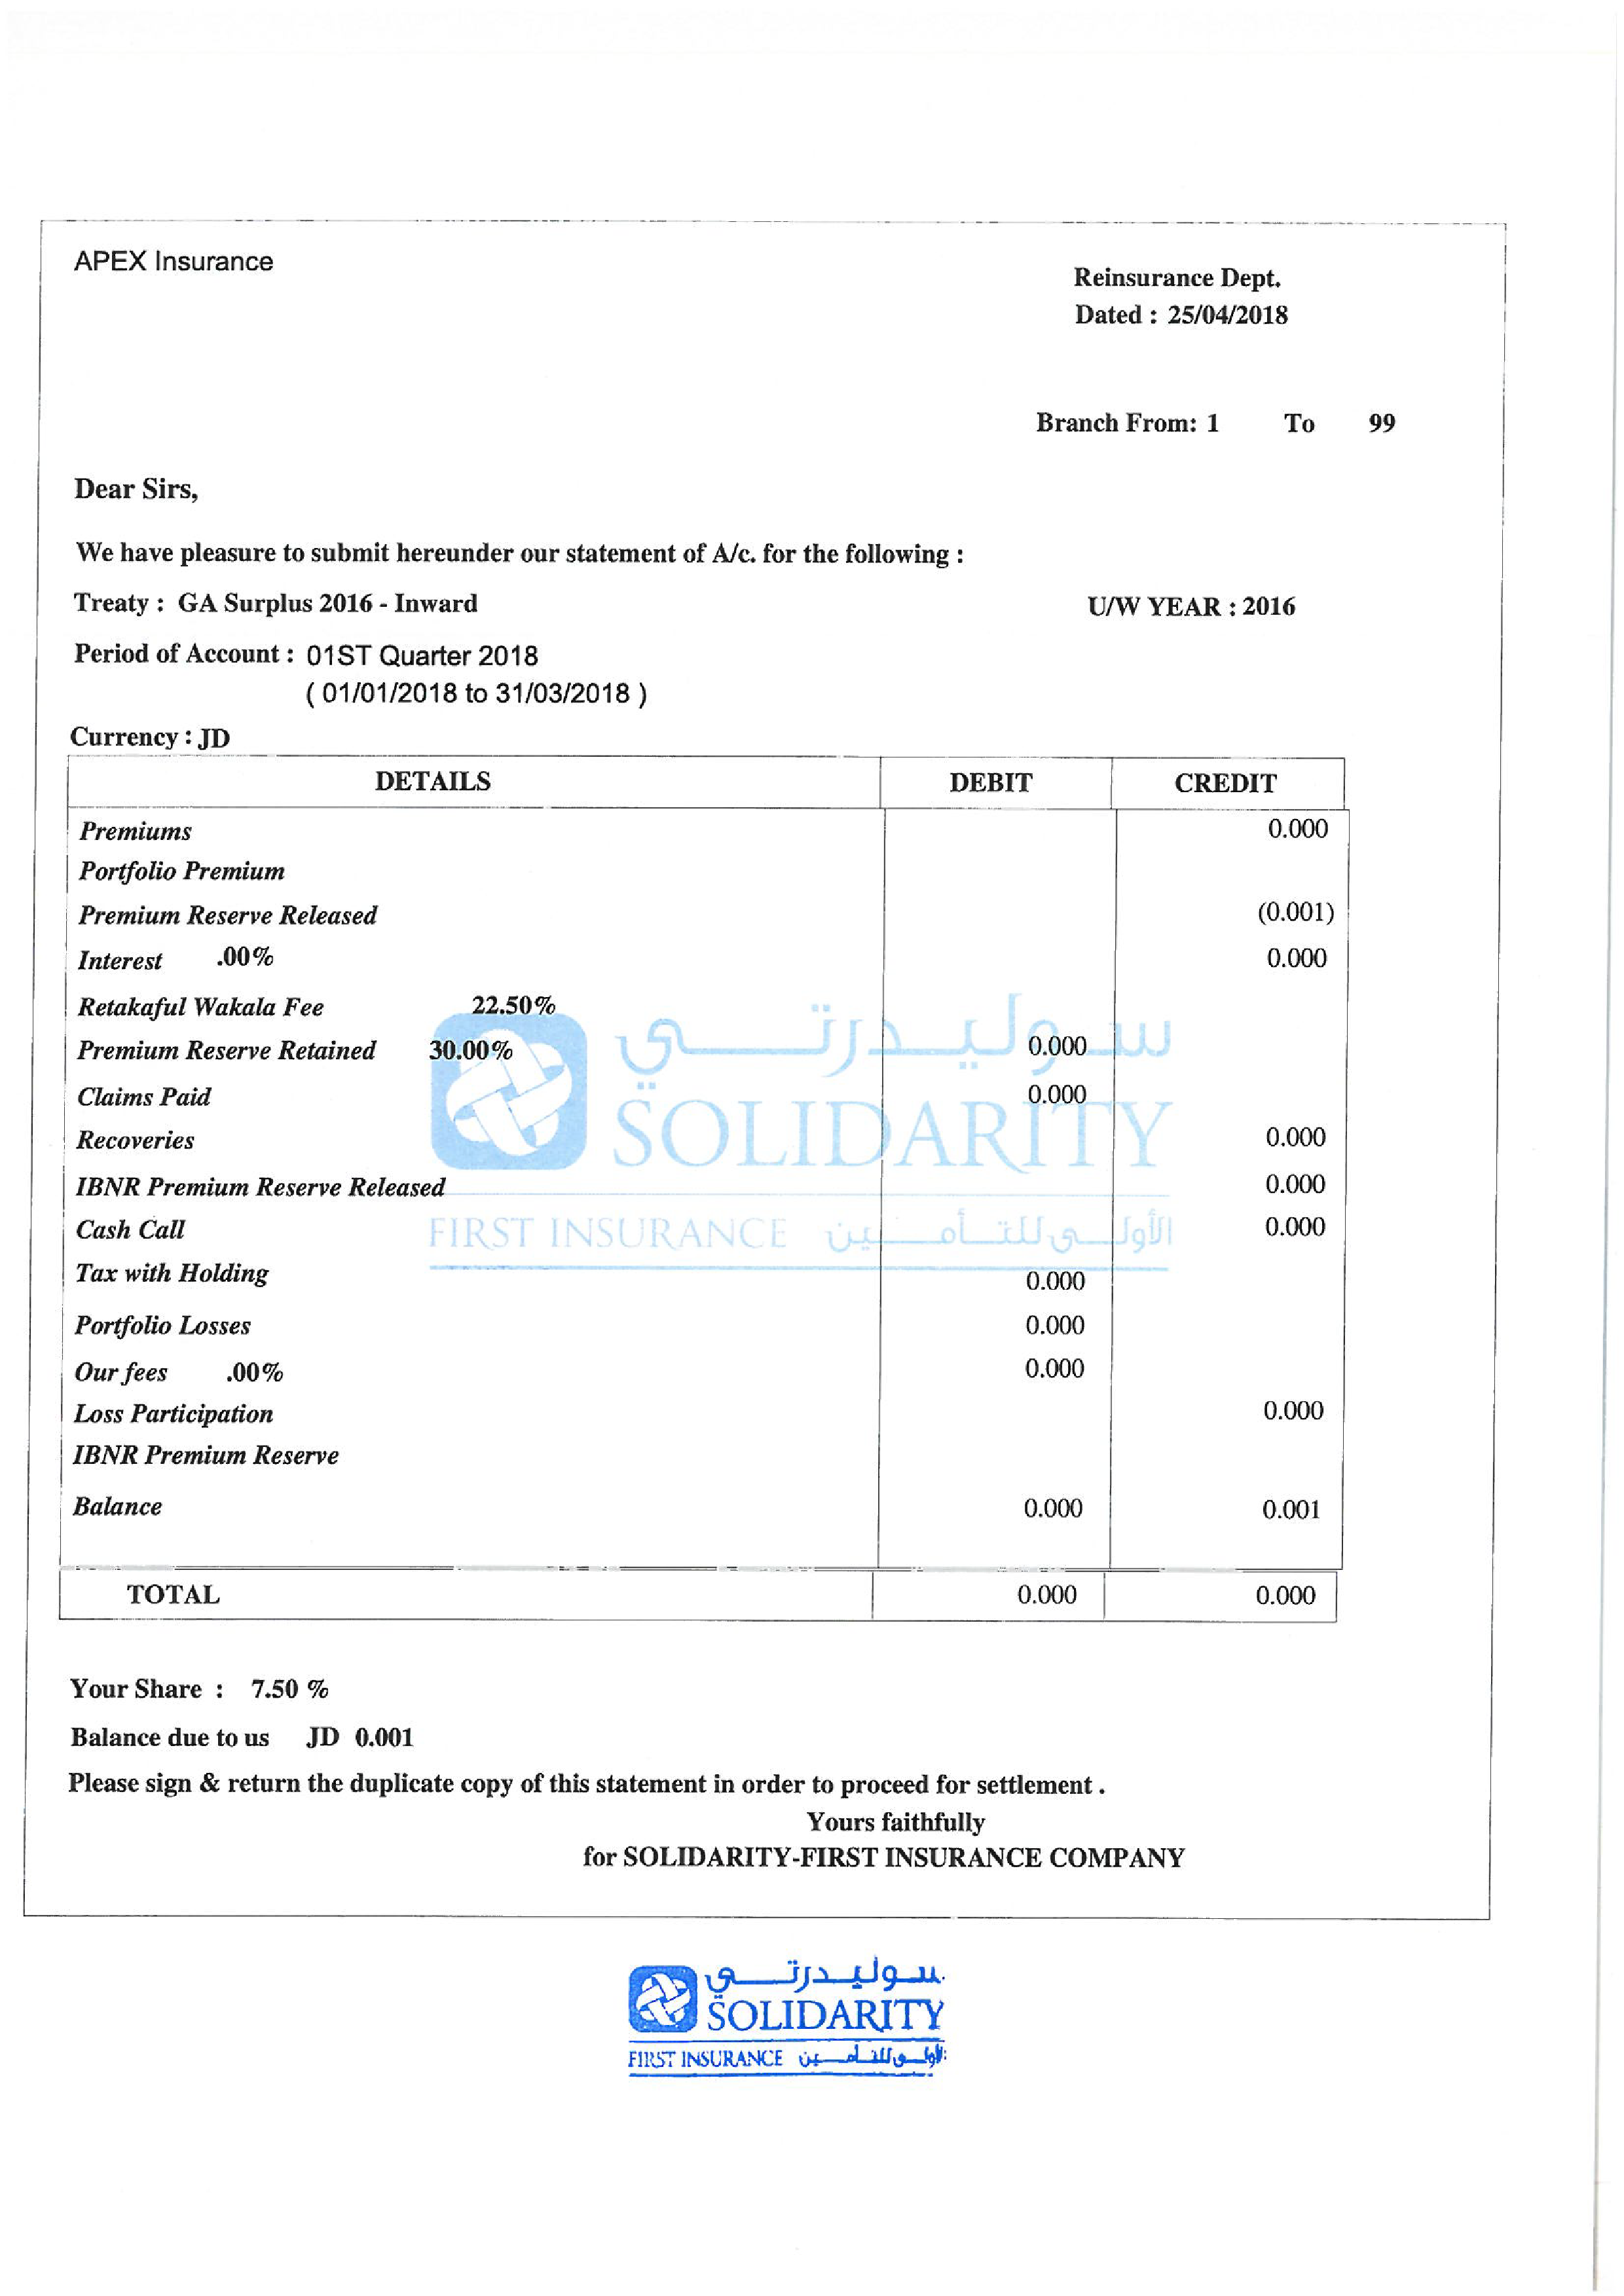 APEX Insurance
Reinsurance Dept.
Dated : 25/04/2018
Branch From: 1 To 99
Dear Sirs,
We have pleasure to submit hereunder our statement of A/c. for the following :
Treaty : GA Surplus 2016 - Inward U/W YEAR : 2016
Period of Account : 01ST Quarter 2018
( 01/01/2018 to 31/03/2018 )
Currency : JD
DETAILS DEBIT CREDIT
Premiums 0.000
Portfolio Premium
Premium Reserve Released (0.001)
Interest .00% 0.000
Retakaful Wakala Fee 22.50%
Premium Reserve Retained 30.00% 0.000
Claims Paid 0.000
Recoveries 0.000
IBNR Premium Reserve Released 0.000
Cash Call 0.000
Tax with Holding 0.000
Portfolio Losses 0.000
Our fees .00% 0.000
Loss Participation 0.000
IBNR Premium Reserve
Balance 0.000 0.001
TOTAL 0.000 0.000
سوليدرتي
SOLIDARITY
FIRST INSURANCE الأولى للتأمين
Your Share : 7.50 %
Balance due to us JD 0.001
Please sign & return the duplicate copy of this statement in order to proceed for settlement .
Yours faithfully
for SOLIDARITY-FIRST INSURANCE COMPANY
سوليدرتي
SOLIDARITY
FIRST INSURANCE الأولى للتأمين